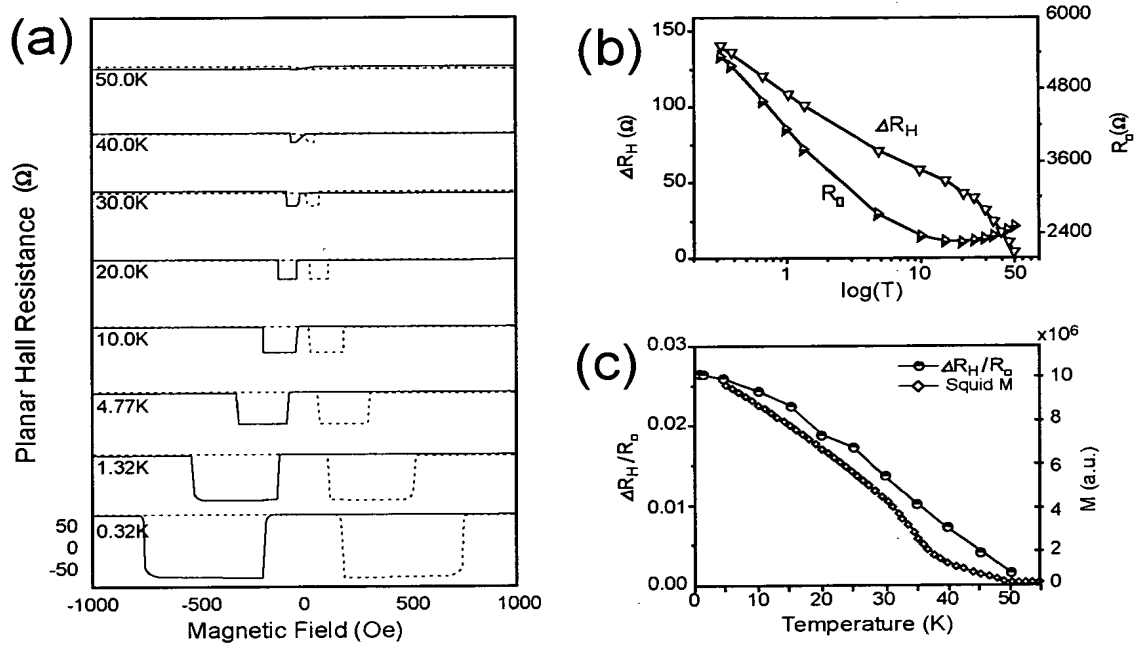 (a)
Planar Hall Resistance (Ω)
50.0K
40.0K
30.0K
20.0K
10.0K
4.77K
1.32K
0.32K
50
0
-50
-1000
-500
0
500
1000
Magnetic Field (Oe)
(b)
150
100
50
0
ΔR_H (Ω)
ΔR_H
R_□
6000
4800
3600
2400
R_□(Ω)
1
10
50
log(T)
(c)
0.03
0.02
0.01
0.00
ΔR_H/R_□
ΔR_H/R_□
Squid M
x10⁶
10
8
6
4
2
0
M (a.u.)
0
10
20
30
40
50
Temperature (K)